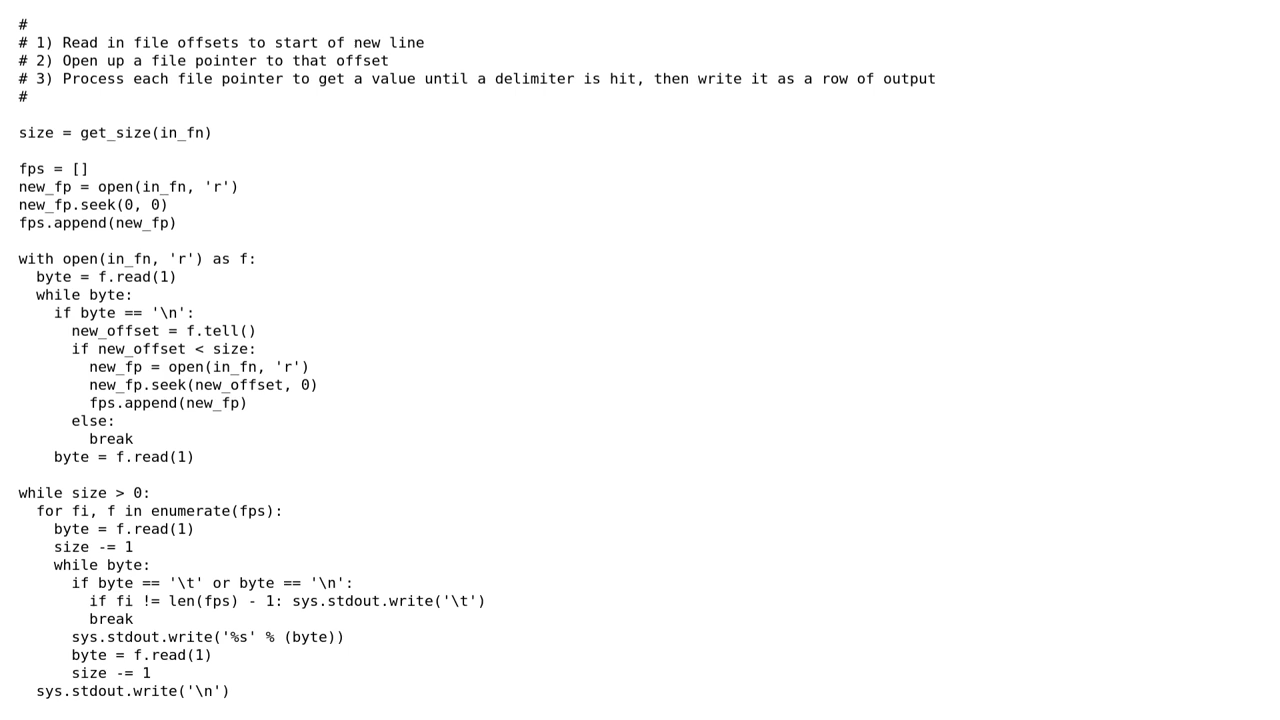 #
# 1) Read in file offsets to start of new line
# 2) Open up a file pointer to that offset
# 3) Process each file pointer to get a value until a delimiter is hit, then write it as a row of output
#

size = get_size(in_fn)

fps = []
new_fp = open(in_fn, 'r')
new_fp.seek(0, 0)
fps.append(new_fp)

with open(in_fn, 'r') as f:
  byte = f.read(1)
  while byte:
    if byte == '\n':
      new_offset = f.tell()
      if new_offset < size:
        new_fp = open(in_fn, 'r')
        new_fp.seek(new_offset, 0)
        fps.append(new_fp)
      else:
        break
    byte = f.read(1)

while size > 0:
  for fi, f in enumerate(fps):
    byte = f.read(1)
    size -= 1
    while byte:
      if byte == '\t' or byte == '\n':
        if fi != len(fps) - 1: sys.stdout.write('\t')
        break
      sys.stdout.write('%s' % (byte))
      byte = f.read(1)
      size -= 1
  sys.stdout.write('\n')